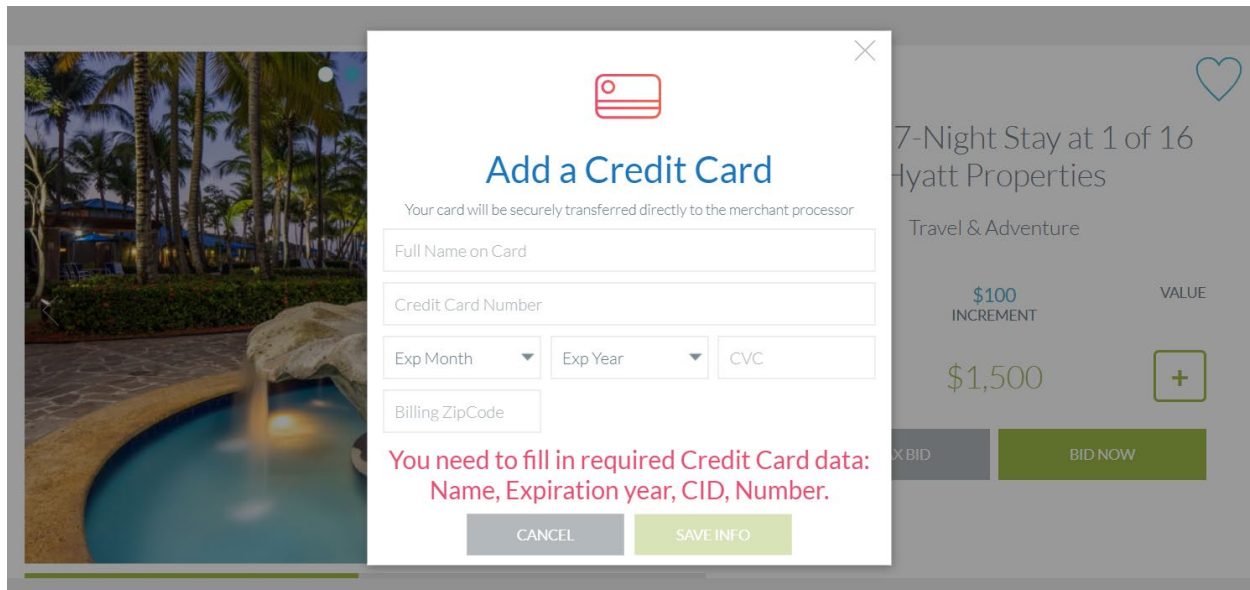 Add a Credit Card
Your card will be securely transferred directly to the merchant processor
Full Name on Card
Credit Card Number
Exp Month
Exp Year
CVC
Billing ZipCode
You need to fill in required Credit Card data:
Name, Expiration year, CID, Number.
CANCEL
SAVE INFO
7-Night Stay at 1 of 16
Hyatt Properties
Travel & Adventure
$100
INCREMENT
VALUE
$1,500
+
BID
BID NOW